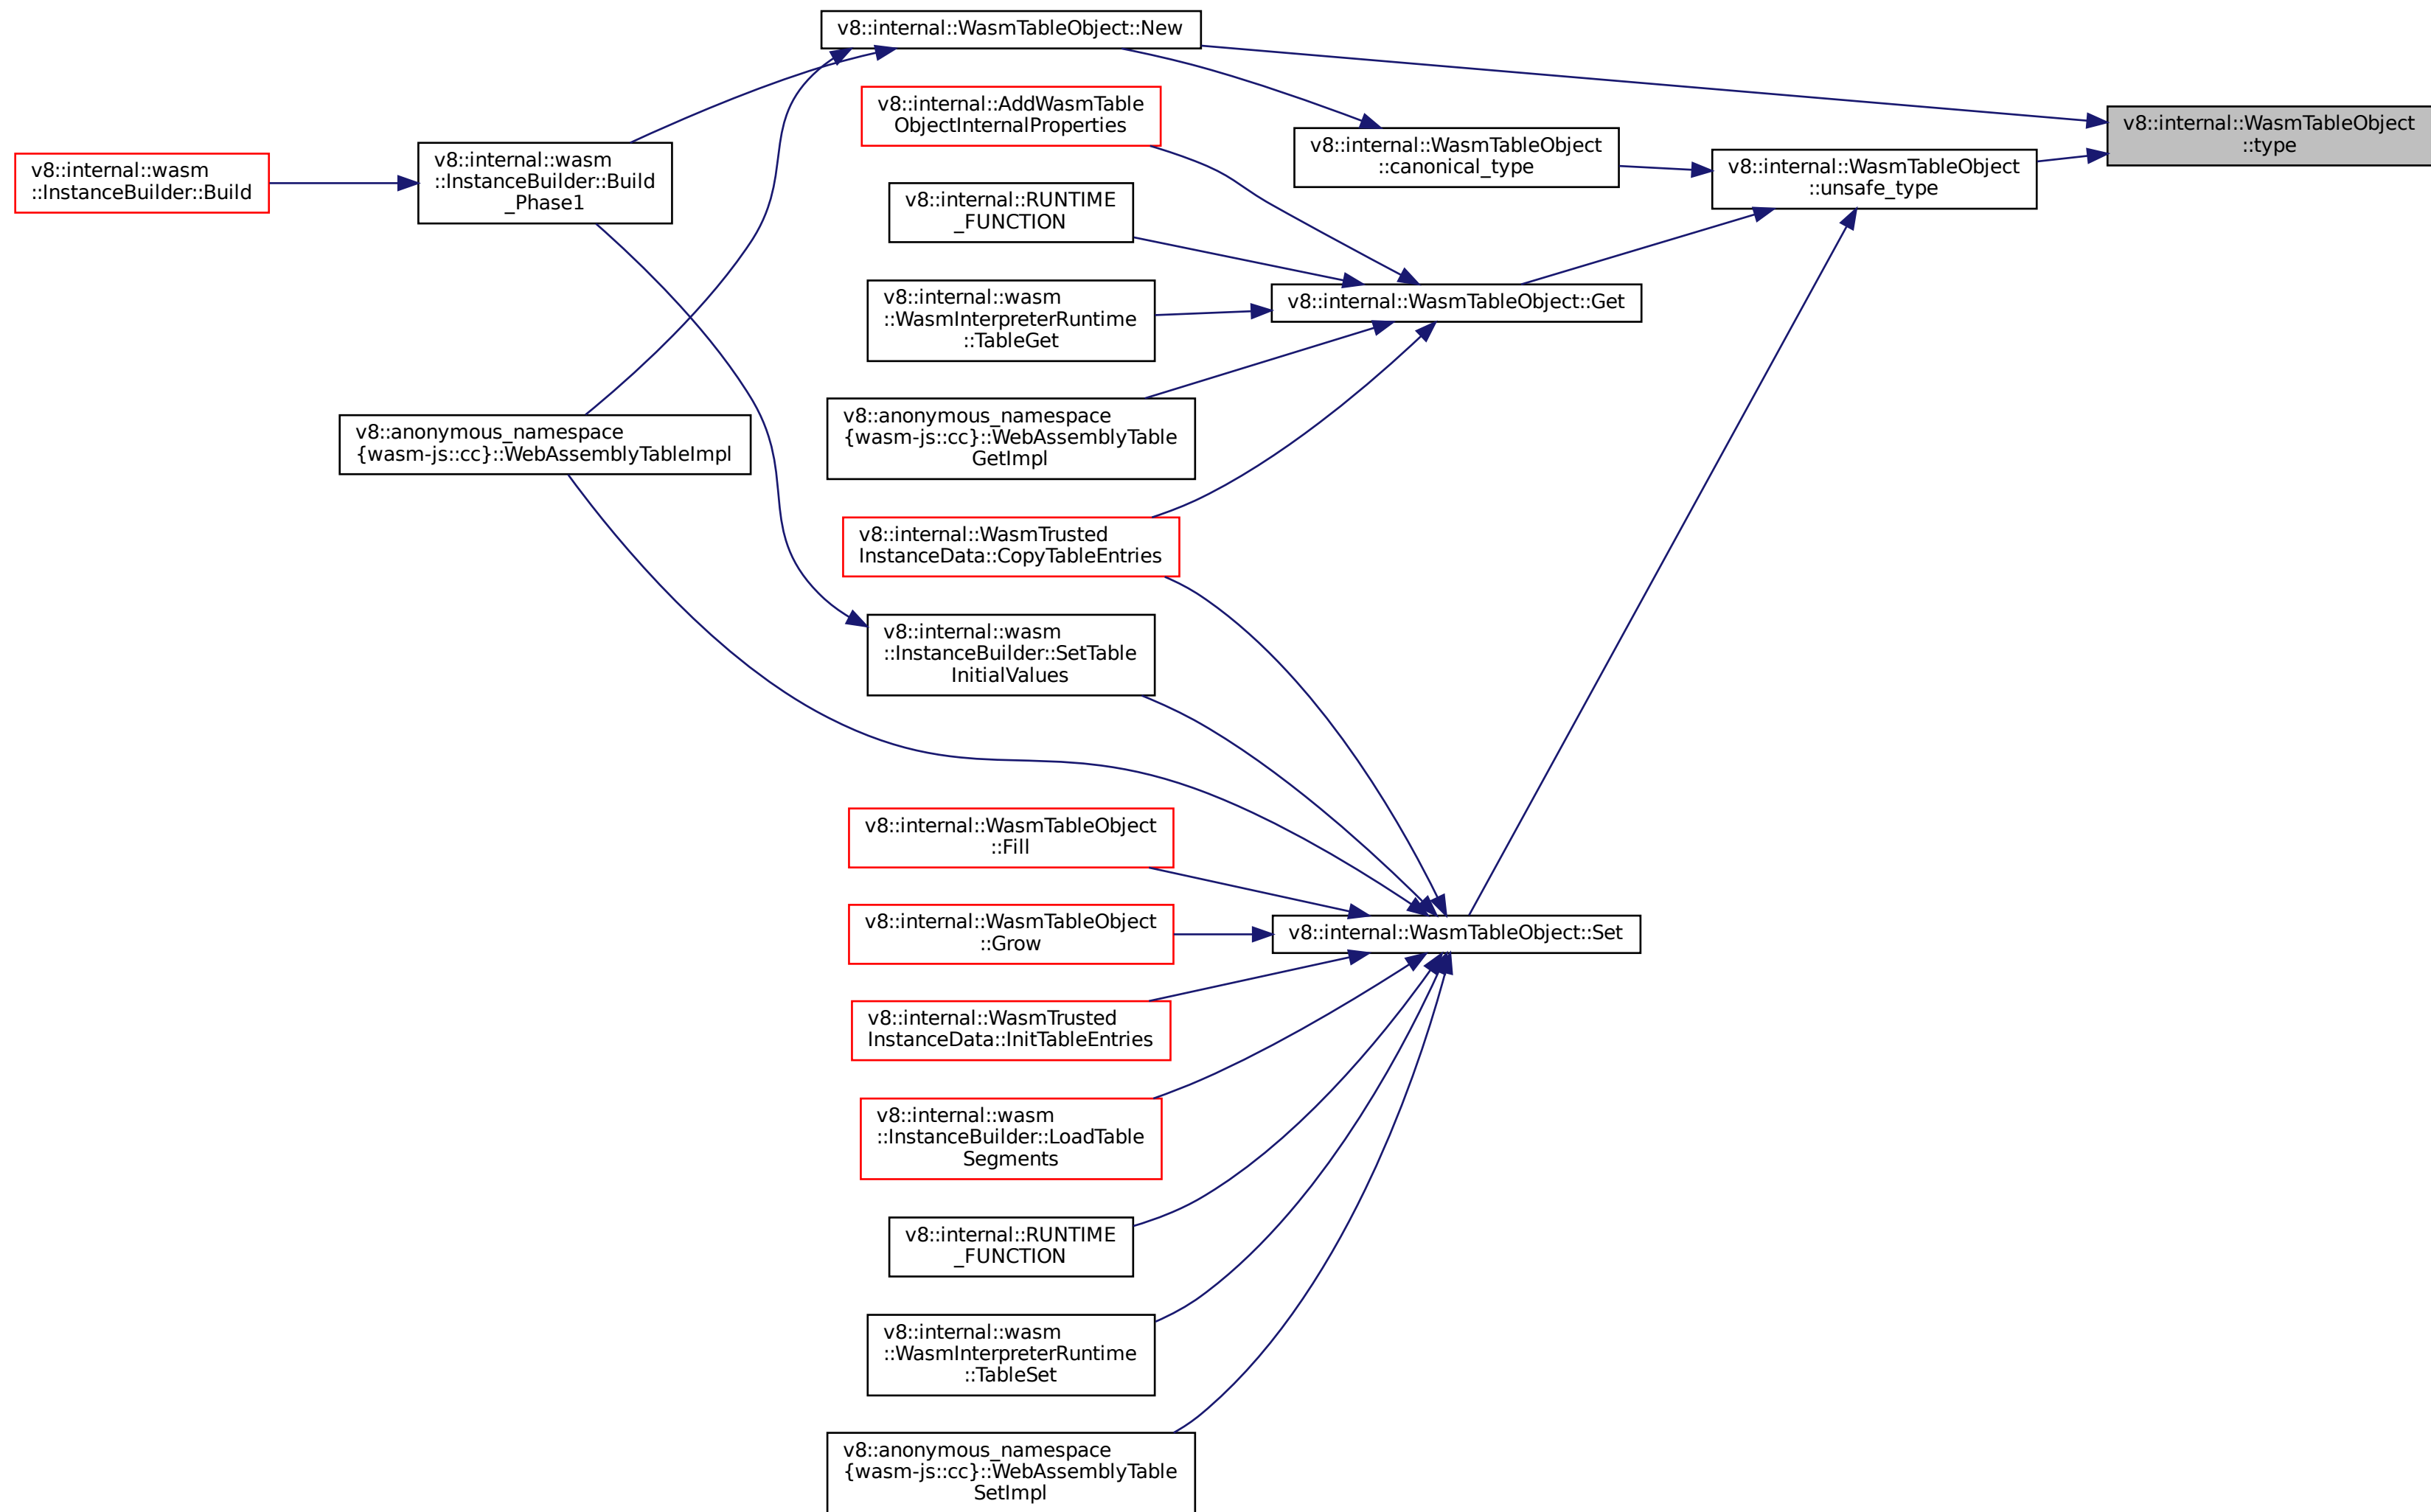 v8::internal::WasmTableObject::New
v8::internal::AddWasmTable
ObjectInternalProperties
v8::internal::WasmTableObject
::type
v8::internal::WasmTableObject
::canonical_type
v8::internal::WasmTableObject
::unsafe_type
v8::internal::wasm
::InstanceBuilder::Build
_Phase1
v8::internal::wasm
::InstanceBuilder::Build
v8::internal::RUNTIME
_FUNCTION
v8::internal::wasm
::WasmInterpreterRuntime
::TableGet
v8::internal::WasmTableObject::Get
v8::anonymous_namespace
{wasm-js::cc}::WebAssemblyTable
GetImpl
v8::anonymous_namespace
{wasm-js::cc}::WebAssemblyTableImpl
v8::internal::WasmTrusted
InstanceData::CopyTableEntries
v8::internal::wasm
::InstanceBuilder::SetTable
InitialValues
v8::internal::WasmTableObject
::Fill
v8::internal::WasmTableObject
::Grow
v8::internal::WasmTableObject::Set
v8::internal::WasmTrusted
InstanceData::InitTableEntries
v8::internal::wasm
::InstanceBuilder::LoadTable
Segments
v8::internal::RUNTIME
_FUNCTION
v8::internal::wasm
::WasmInterpreterRuntime
::TableSet
v8::anonymous_namespace
{wasm-js::cc}::WebAssemblyTable
SetImpl